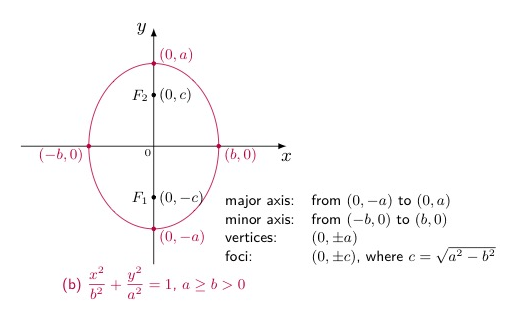 y
(0, a)
F₂ (0, c)
(−b, 0) 0 (b, 0) x
F₁ (0, −c)
(0, −a)
major axis: from (0, −a) to (0, a)
minor axis: from (−b, 0) to (b, 0)
vertices: (0, ±a)
foci: (0, ±c), where c = √(a² − b²)
(b) x²/b² + y²/a² = 1, a ≥ b > 0